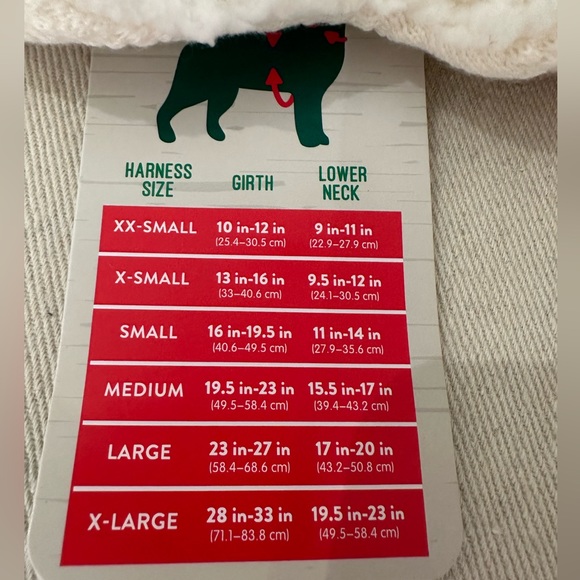 HARNESS SIZE GIRTH LOWER NECK
XX-SMALL 10 in-12 in 9 in-11 in
(25.4–30.5 cm) (22.9–27.9 cm)
X-SMALL 13 in-16 in 9.5 in-12 in
(33–40.6 cm) (24.1–30.5 cm)
SMALL 16 in-19.5 in 11 in-14 in
(40.6–49.5 cm) (27.9–35.6 cm)
MEDIUM 19.5 in-23 in 15.5 in-17 in
(49.5–58.4 cm) (39.4–43.2 cm)
LARGE 23 in-27 in 17 in-20 in
(58.4–68.6 cm) (43.2–50.8 cm)
X-LARGE 28 in-33 in 19.5 in-23 in
(71.1–83.8 cm) (49.5–58.4 cm)